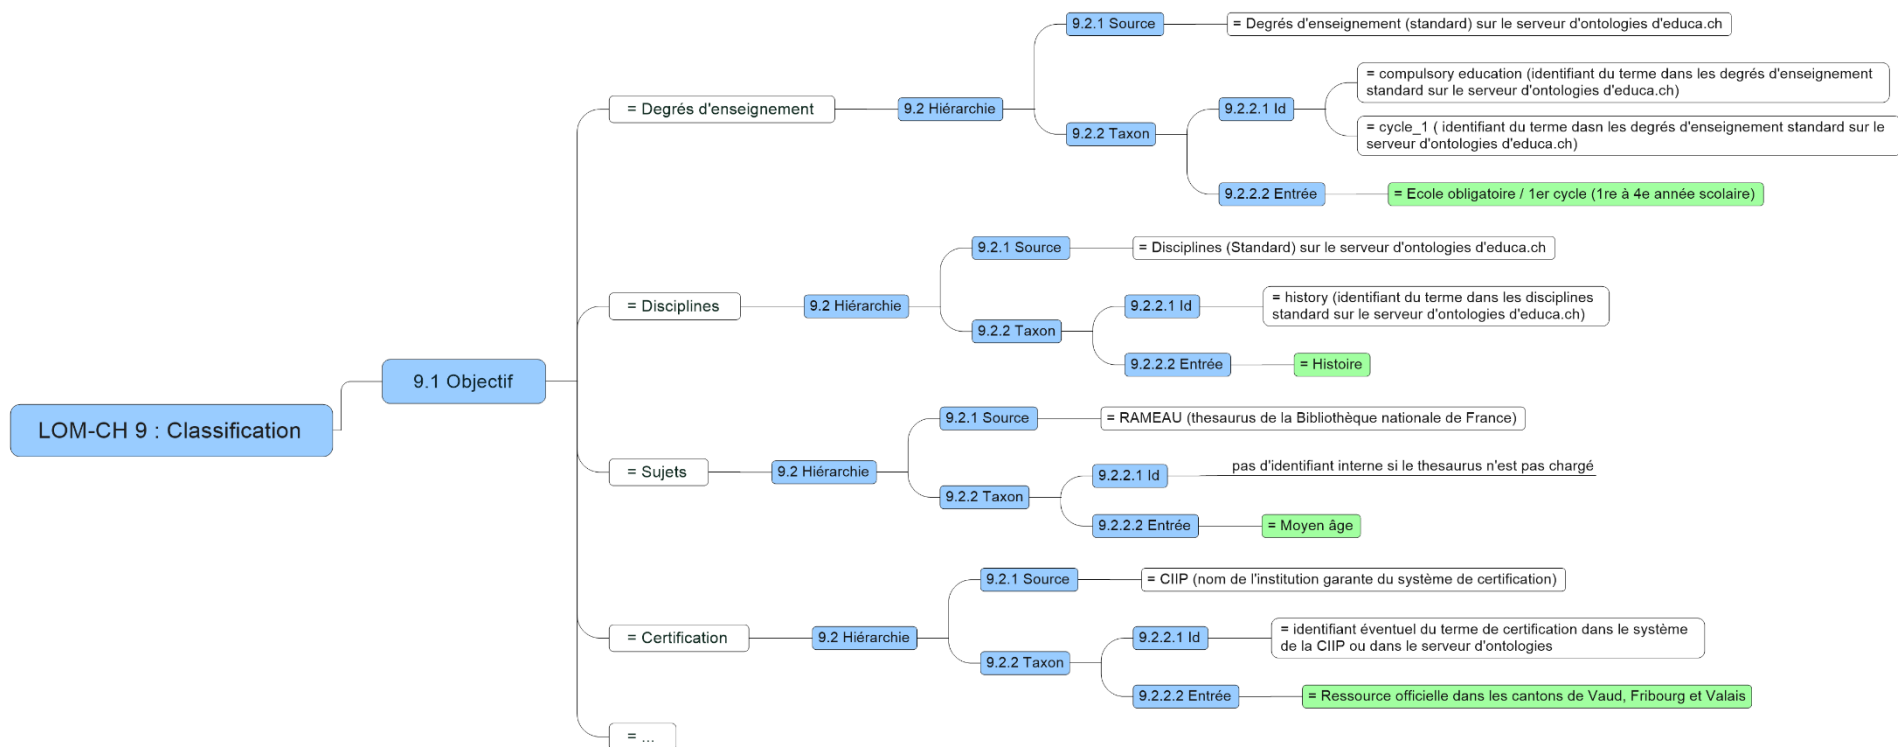 LOM-CH 9 : Classification
9.1 Objectif
= Degrés d'enseignement
9.2 Hiérarchie
9.2.1 Source
= Degrés d'enseignement (standard) sur le serveur d'ontologies d'educa.ch
9.2.2 Taxon
9.2.2.1 Id
= compulsory education (identifiant du terme dans les degrés d'enseignement
standard sur le serveur d'ontologies d'educa.ch)
= cycle_1 ( identifiant du terme dasn les degrés d'enseignement standard sur le
serveur d'ontologies d'educa.ch)
9.2.2.2 Entrée
= Ecole obligatoire / 1er cycle (1re à 4e année scolaire)
= Disciplines
9.2 Hiérarchie
9.2.1 Source
= Disciplines (Standard) sur le serveur d'ontologies d'educa.ch
9.2.2 Taxon
9.2.2.1 Id
= history (identifiant du terme dans les disciplines
standard sur le serveur d'ontologies d'educa.ch)
9.2.2.2 Entrée
= Histoire
= Sujets
9.2 Hiérarchie
9.2.1 Source
= RAMEAU (thesaurus de la Bibliothèque nationale de France)
9.2.2 Taxon
9.2.2.1 Id
pas d'identifiant interne si le thesaurus n'est pas chargé
9.2.2.2 Entrée
= Moyen âge
= Certification
9.2 Hiérarchie
9.2.1 Source
= CIIP (nom de l'institution garante du système de certification)
9.2.2 Taxon
9.2.2.1 Id
= identifiant éventuel du terme de certification dans le système
de la CIIP ou dans le serveur d'ontologies
9.2.2.2 Entrée
= Ressource officielle dans les cantons de Vaud, Fribourg et Valais
= ...